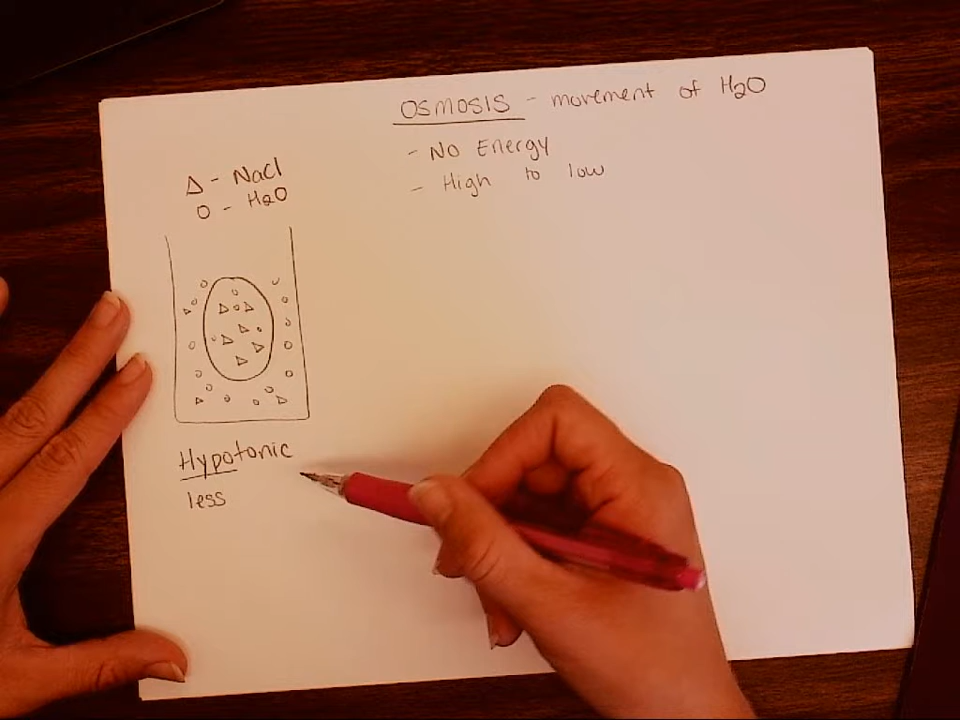 OSMOSIS - movement of H2O
- No Energy
- High to low
Δ - NaCl
O - H2O
Hypotonic
less